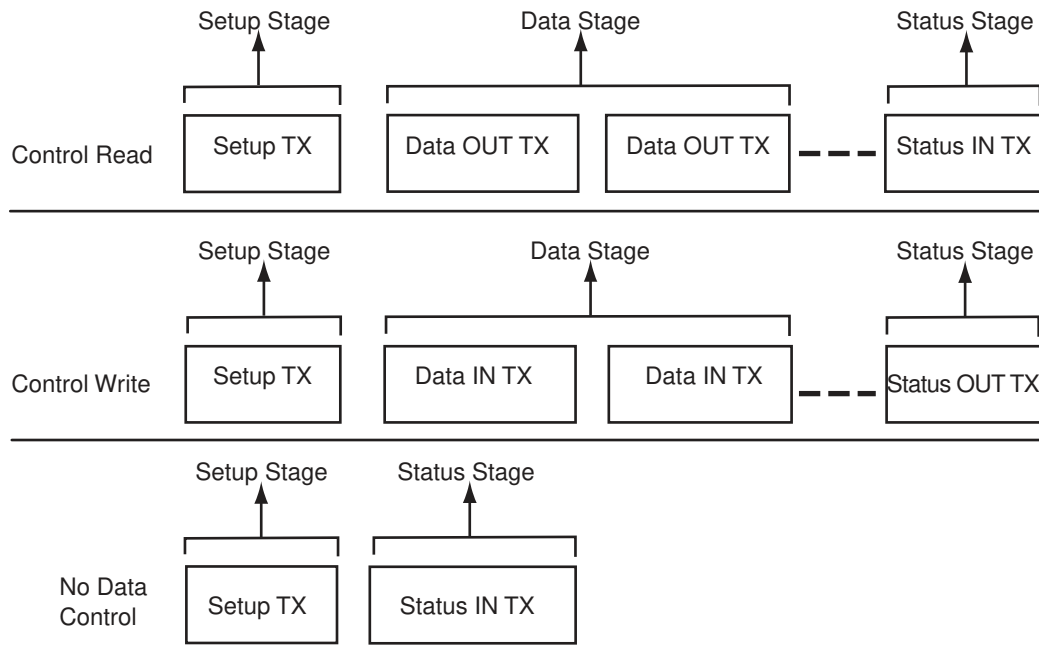 Setup Stage Data Stage Status Stage
Control Read Setup TX Data OUT TX Data OUT TX Status IN TX
Setup Stage Data Stage Status Stage
Control Write Setup TX Data IN TX Data IN TX Status OUT TX
Setup Stage Status Stage
No Data
Control
Setup TX Status IN TX